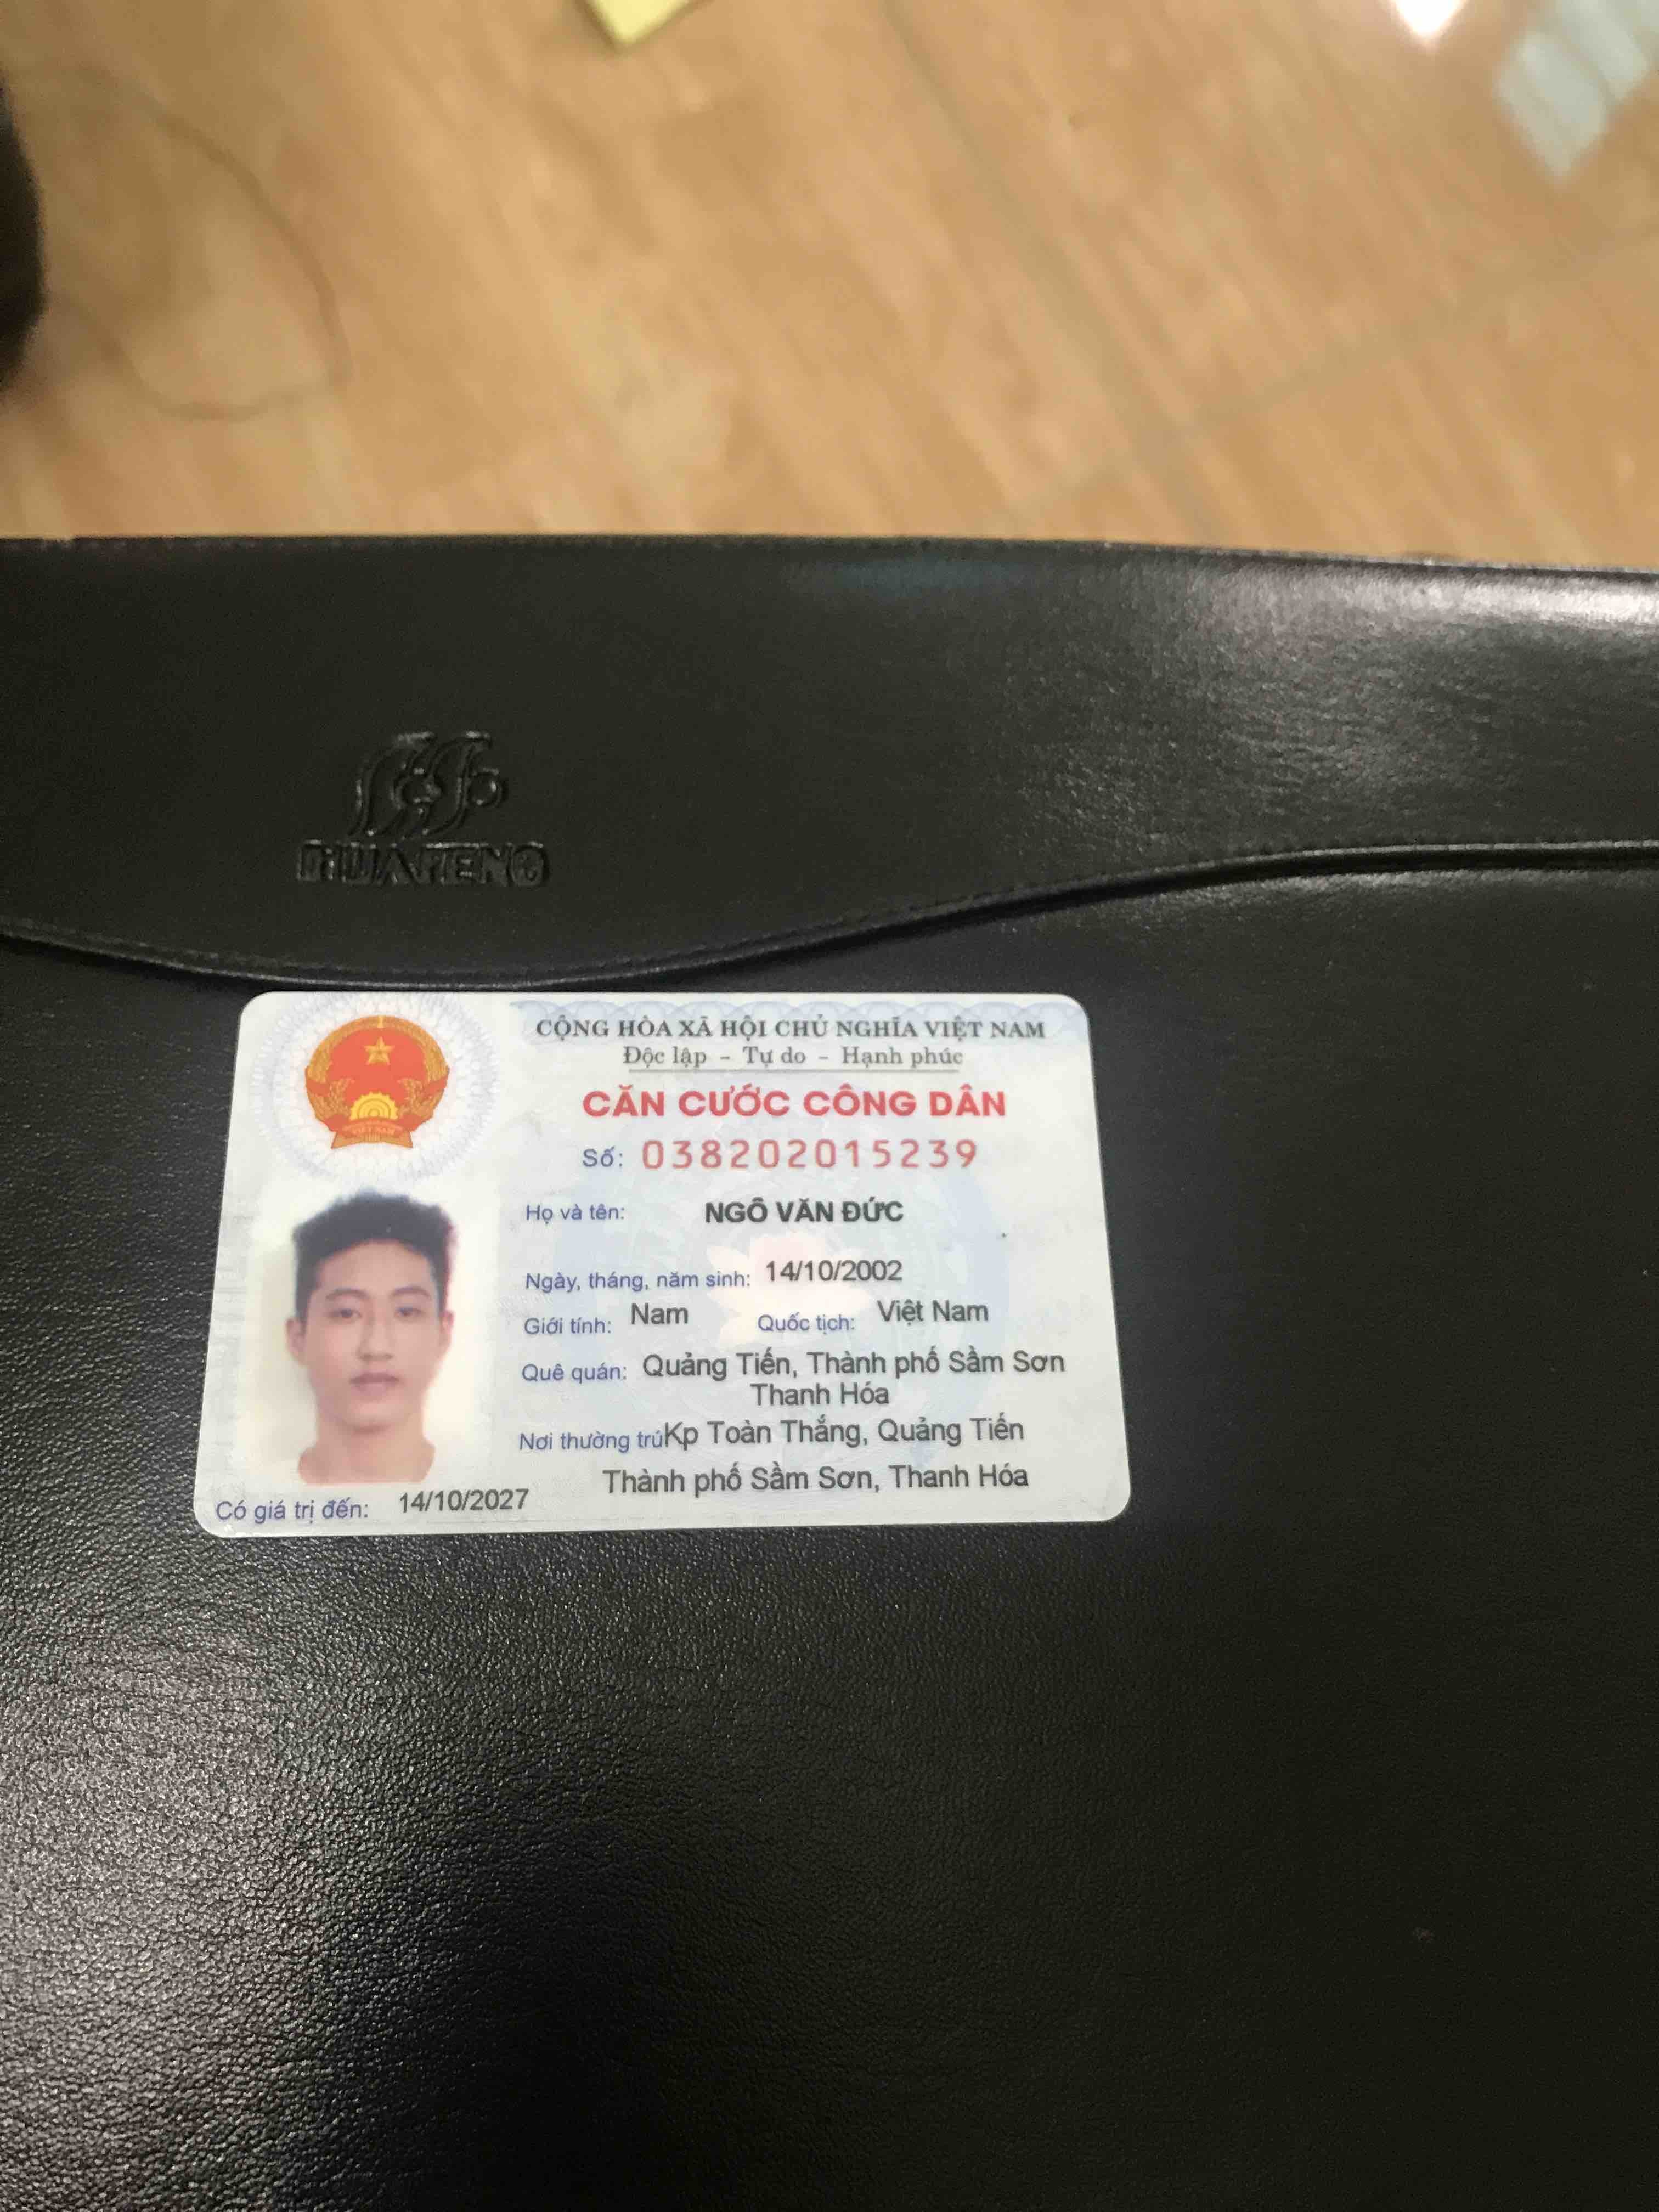 HUAFENG
CỘNG HÒA XÃ HỘI CHỦ NGHĨA VIỆT NAM
Độc lập - Tự do - Hạnh phúc
CĂN CƯỚC CÔNG DÂN
Số: 038202015239
Họ và tên: NGÔ VĂN ĐỨC
Ngày, tháng, năm sinh: 14/10/2002
Giới tính: Nam Quốc tịch: Việt Nam
Quê quán: Quảng Tiến, Thành phố Sầm Sơn
Thanh Hóa
Nơi thường trú: Kp Toàn Thắng, Quảng Tiến
Thành phố Sầm Sơn, Thanh Hóa
Có giá trị đến: 14/10/2027